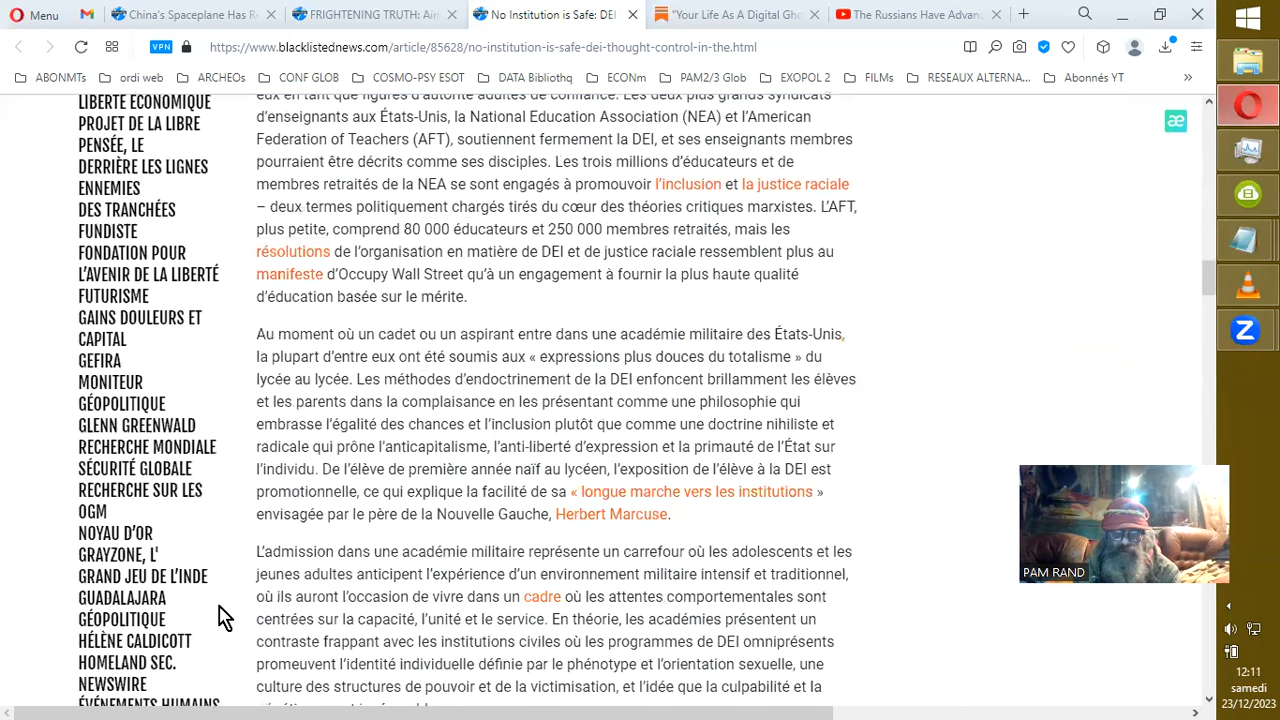 Menu
China's Spaceplane Has R
FRIGHTENING TRUTH: Air
No Institution is Safe: DEI
"Your Life As A Digital Gho
The Russians Have Advan
VPN
https://www.blacklistednews.com/article/85628/no-institution-is-safe-dei-thought-control-in-the.html
ABONMTs
ordi web
ARCHEOs
CONF GLOB
COSMO-PSY ESOT
DATA Bibliothq
ECONm
PAM2/3 Glob
EXOPOL 2
FILMs
RESEAUX ALTERNA...
Abonnés YT
»
LIBERTÉ ÉCONOMIQUE
PROJET DE LA LIBRE
PENSÉE, LE
DERRIÈRE LES LIGNES
ENNEMIES
DES TRANCHÉES
FUNDISTE
FONDATION POUR
L'AVENIR DE LA LIBERTÉ
FUTURISME
GAINS DOULEURS ET
CAPITAL
GEFIRA
MONITEUR
GÉOPOLITIQUE
GLENN GREENWALD
RECHERCHE MONDIALE
SÉCURITÉ GLOBALE
RECHERCHE SUR LES
OGM
NOYAU D'OR
GRAYZONE, L'
GRAND JEU DE L'INDE
GUADALAJARA
GÉOPOLITIQUE
HÉLÈNE CALDICOTT
HOMELAND SEC.
NEWSWIRE
ÉVÉNEMENTS HUMAINS
eux en tant que figures d'autorité adultes de confiance. Les deux plus grands syndicats
d'enseignants aux États-Unis, la National Education Association (NEA) et l'American
Federation of Teachers (AFT), soutiennent fermement la DEI, et ses enseignants membres
pourraient être décrits comme ses disciples. Les trois millions d'éducateurs et de
membres retraités de la NEA se sont engagés à promouvoir l'inclusion et la justice raciale
– deux termes politiquement chargés tirés du cœur des théories critiques marxistes. L'AFT,
plus petite, comprend 80 000 éducateurs et 250 000 membres retraités, mais les
résolutions de l'organisation en matière de DEI et de justice raciale ressemblent plus au
manifeste d'Occupy Wall Street qu'à un engagement à fournir la plus haute qualité
d'éducation basée sur le mérite.
Au moment où un cadet ou un aspirant entre dans une académie militaire des États-Unis,
la plupart d'entre eux ont été soumis aux « expressions plus douces du totalisme » du
lycée au lycée. Les méthodes d'endoctrinement de la DEI enfoncent brillamment les élèves
et les parents dans la complaisance en les présentant comme une philosophie qui
embrasse l'égalité des chances et l'inclusion plutôt que comme une doctrine nihiliste et
radicale qui prône l'anticapitalisme, l'anti-liberté d'expression et la primauté de l'État sur
l'individu. De l'élève de première année naïf au lycéen, l'exposition de l'élève à la DEI est
promotionnelle, ce qui explique la facilité de sa « longue marche vers les institutions »
envisagée par le père de la Nouvelle Gauche, Herbert Marcuse.
L'admission dans une académie militaire représente un carrefour où les adolescents et les
jeunes adultes anticipent l'expérience d'un environnement militaire intensif et traditionnel,
où ils auront l'occasion de vivre dans un cadre où les attentes comportementales sont
centrées sur la capacité, l'unité et le service. En théorie, les académies présentent un
contraste frappant avec les institutions civiles où les programmes de DEI omniprésents
promeuvent l'identité individuelle définie par le phénotype et l'orientation sexuelle, une
culture des structures de pouvoir et de la victimisation, et l'idée que la culpabilité et la
æ
PAM RAND
Z
12:11
samedi
23/12/2023